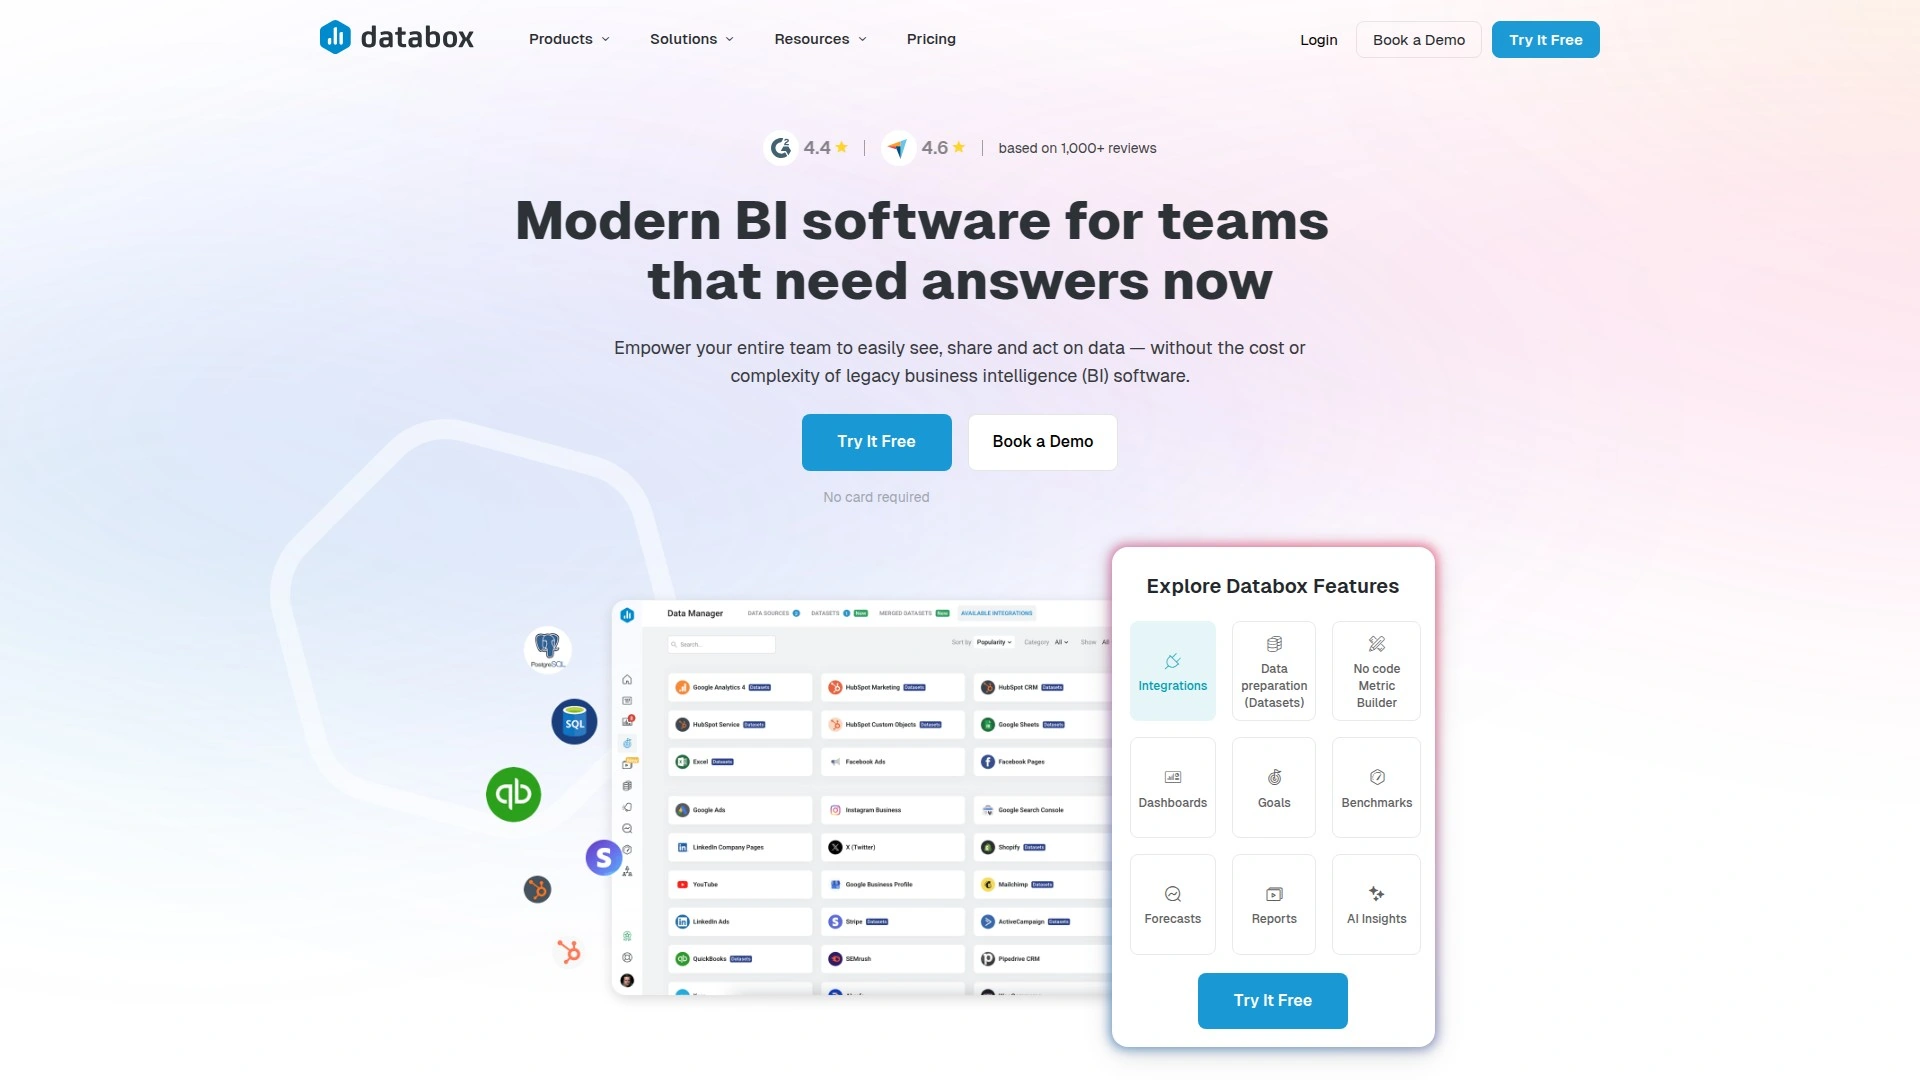 databox
Products
Solutions
Resources
Pricing
Login
Book a Demo
Try It Free
4.4
4.6
based on 1,000+ reviews
Modern BI software for teams
that need answers now
Empower your entire team to easily see, share and act on data — without the cost or
complexity of legacy business intelligence (BI) software.
Try It Free
Book a Demo
No card required
PostgreSQL
SQL
qb
S
Data Manager
DATA SOURCES
DATASETS
New
MERGED DATASETS
New
AVAILABLE INTEGRATIONS
Search...
Sort by Popularity
Category All
Show All
Google Analytics 4 Datasets
HubSpot Marketing Datasets
HubSpot CRM Datasets
HubSpot Service Datasets
HubSpot Custom Objects Datasets
Google Sheets Datasets
Excel Datasets
Facebook Ads
Facebook Pages
Google Ads
Instagram Business
Google Search Console
LinkedIn Company Pages
X (Twitter)
Shopify Datasets
YouTube
Google Business Profile
Mailchimp Datasets
LinkedIn Ads
Stripe Datasets
ActiveCampaign Datasets
QuickBooks Datasets
SEMrush
Pipedrive CRM
Explore Databox Features
Integrations
Data
preparation
(Datasets)
No code
Metric
Builder
Dashboards
Goals
Benchmarks
Forecasts
Reports
AI Insights
Try It Free